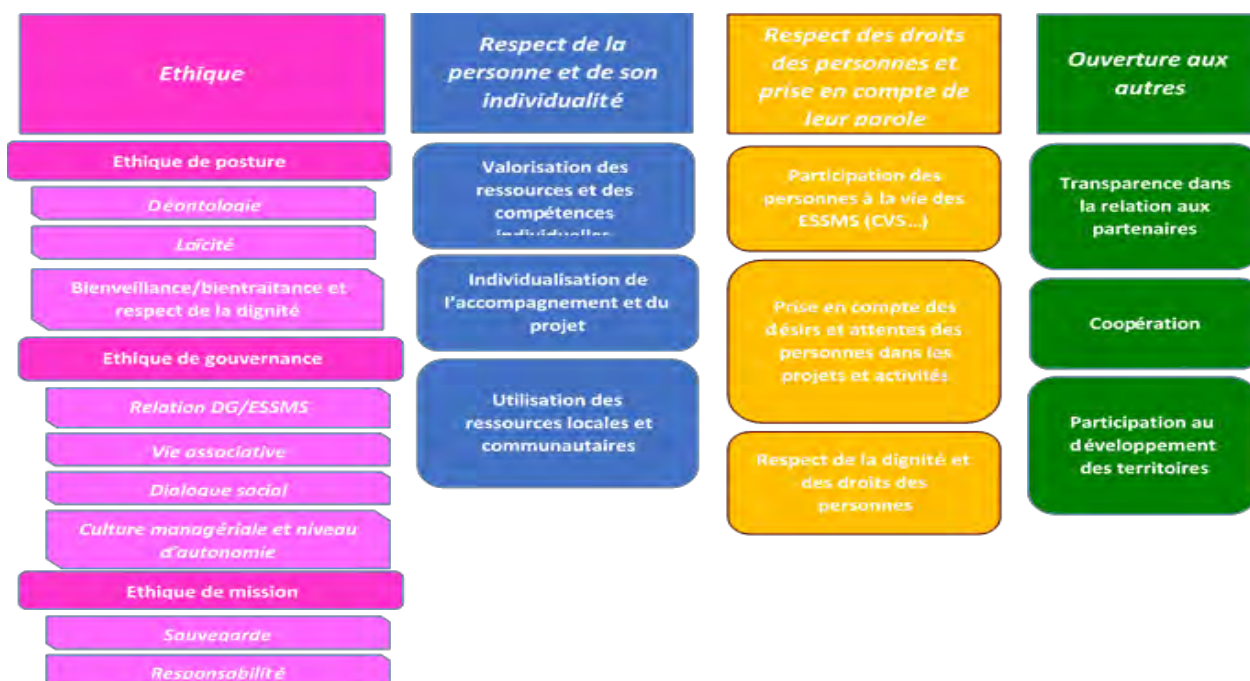 Ethique
Ethique de posture
Déontologie
Laïcité
Bienveillance/bientraitance et
respect de la dignité
Ethique de gouvernance
Relation DG/ESSMS
Vie associative
Dialogue social
Culture managériale et niveau
d'autonomie
Ethique de mission
Sauvegarde
Responsabilité
Respect de la
personne et de son
individualité
Valorisation des
ressources et des
compétences
individuelles
Individualisation de
l'accompagnement et du
projet
Utilisation des
ressources locales et
communautaires
Respect des droits
des personnes et
prise en compte de
leur parole
Participation des
personnes à la vie des
ESSMS (CVS...)
Prise en compte des
désirs et attentes des
personnes dans les
projets et activités
Respect de la dignité et
des droits des
personnes
Ouverture aux
autres
Transparence dans
la relation aux
partenaires
Coopération
Participation au
développement
des territoires